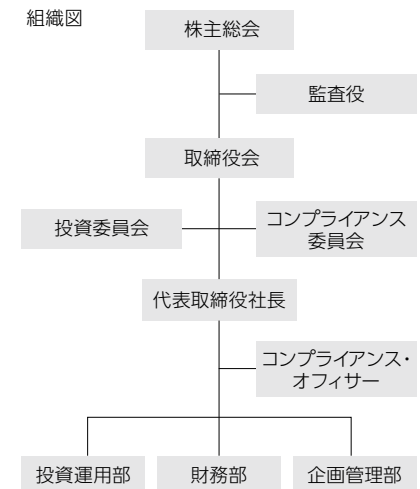 組織図
株主総会
監査役
取締役会
投資委員会
コンプライアンス
委員会
代表取締役社長
コンプライアンス・
オフィサー
投資運用部
財務部
企画管理部